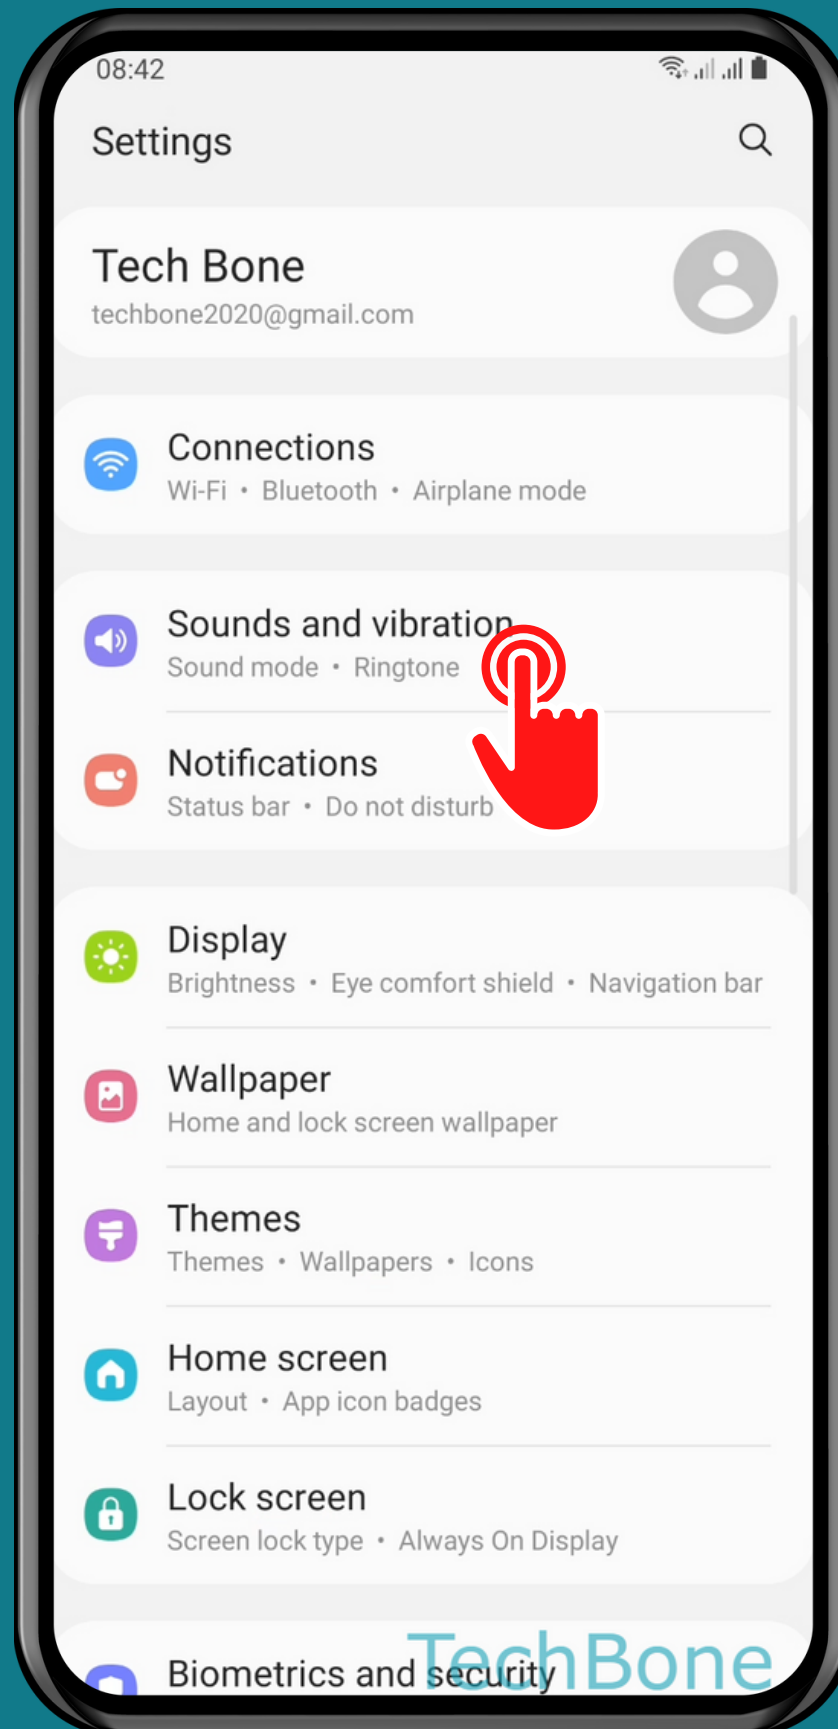 08:42
Settings
Tech Bone
techbone2020@gmail.com
Connections
Wi-Fi • Bluetooth • Airplane mode
Sounds and vibration
Sound mode • Ringtone
Notifications
Status bar • Do not disturb
Display
Brightness • Eye comfort shield • Navigation bar
Wallpaper
Home and lock screen wallpaper
Themes
Themes • Wallpapers • Icons
Home screen
Layout • App icon badges
Lock screen
Screen lock type • Always On Display
Biometrics and security
TechBone